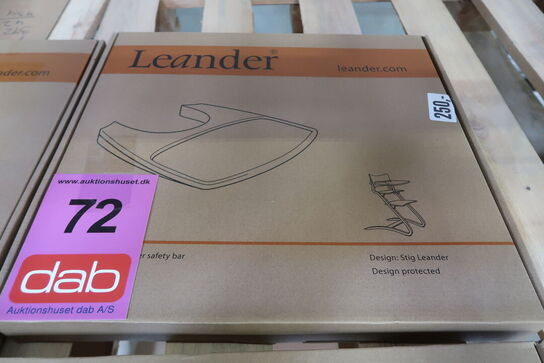 Leander®
leander.com
250,-
ader.com
www.auktionshuset.dk
72
dab
Auktionshuset dab A/S
safety bar
Design: Stig Leander
Design protected